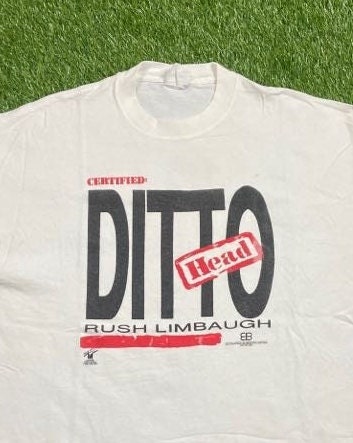 CERTIFIED:
DITTO
Head
RUSH LIMBAUGH